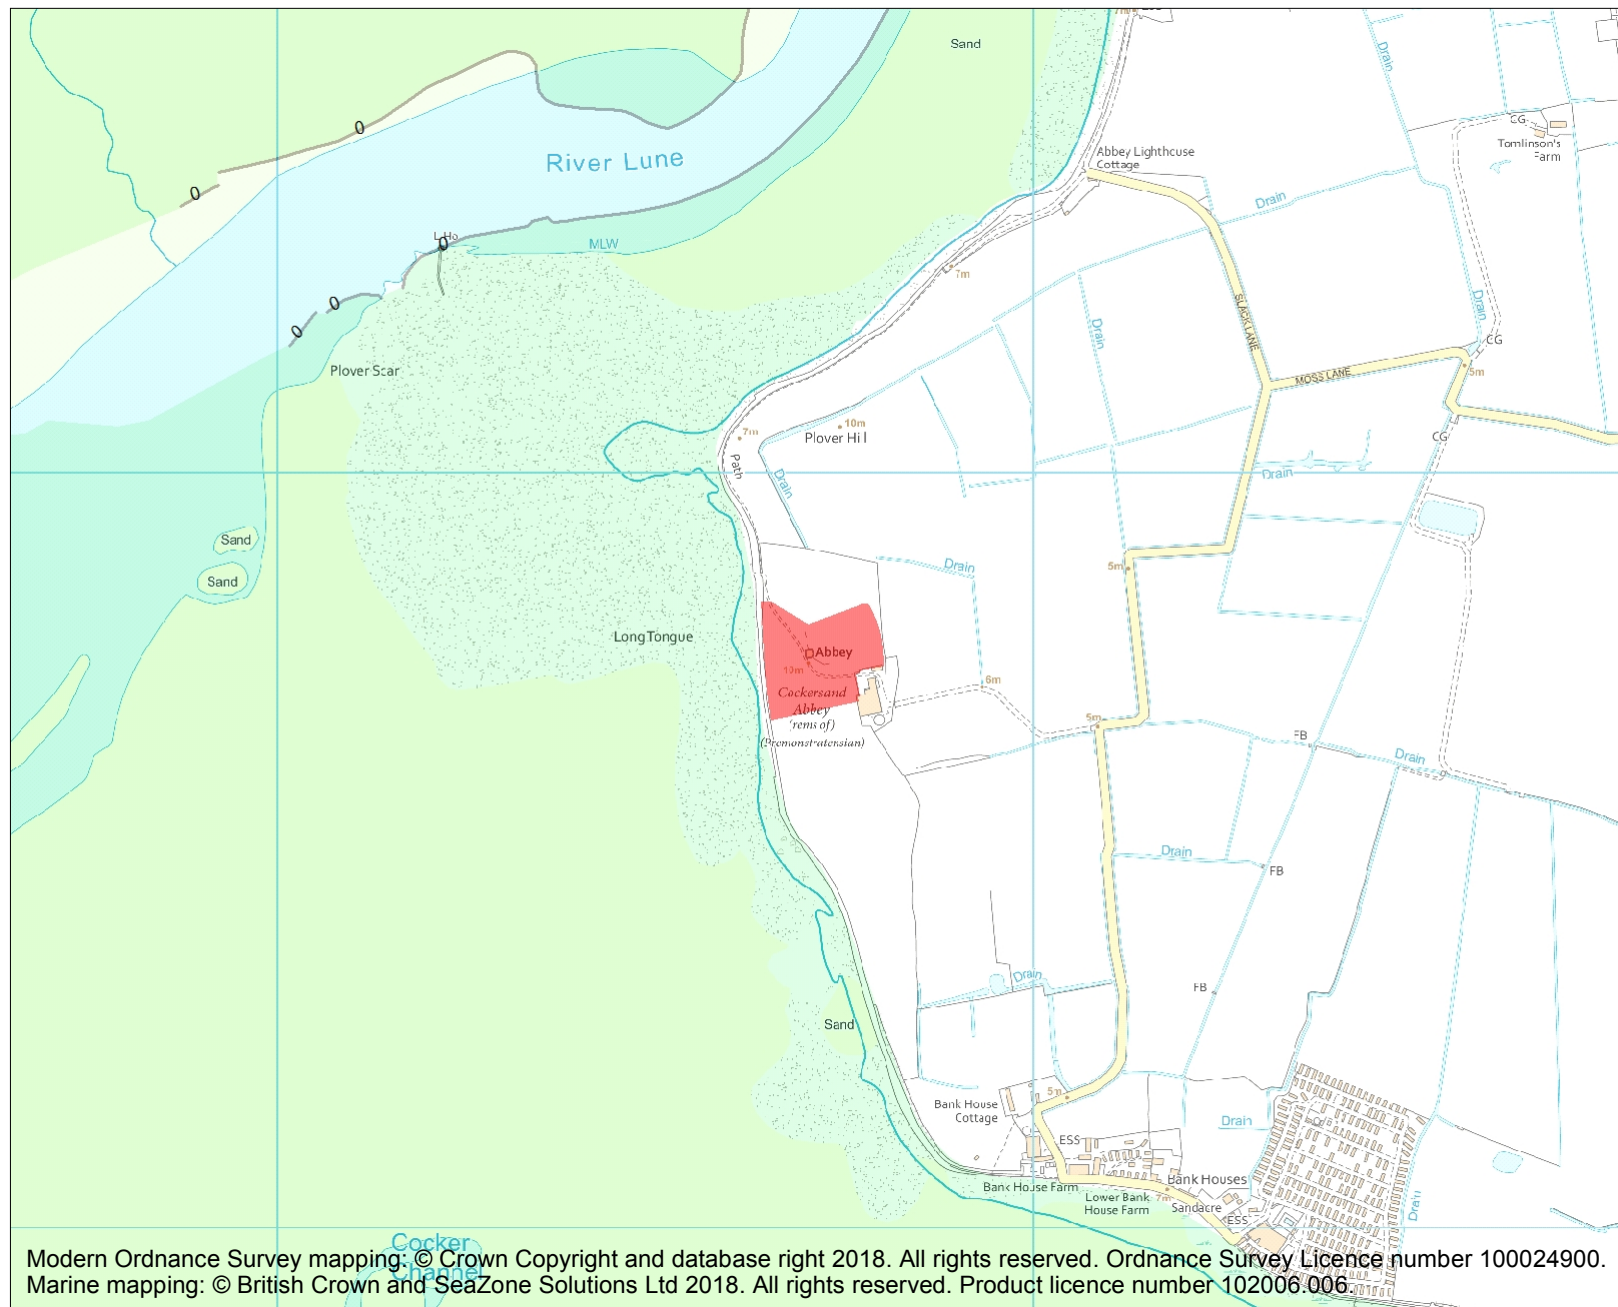 Sand
River Lune
0
0
L Ho
0
0
0
MLW
Plover Scar
Abbey Lighthcuse
Cottage
Drain
CG
Tomlinson's
Farm
Drain
7m
Drain
SLACK LANE
Drain
CG
MOSS LANE
5m
7m
10m
Plover Hill
CG
Path
Drain
Drain
Sand
Sand
Drain
5m
Long Tongue
Abbey
10m
Cockersand
Abbey
(rems of)
(Premonstratensian)
6m
5m
FB
Drain
Drain
FB
Drain
FB
Sand
Bank House
Cottage
5m
Drain
ESS
Bank House Farm
Lower Bank
House Farm
7m
Bank Houses
Sandacre
ESS
Drain
Cocker
Channel
Modern Ordnance Survey mapping: © Crown Copyright and database right 2018. All rights reserved. Ordnance Survey Licence number 100024900.
Marine mapping: © British Crown and SeaZone Solutions Ltd 2018. All rights reserved. Product licence number 102006.006.